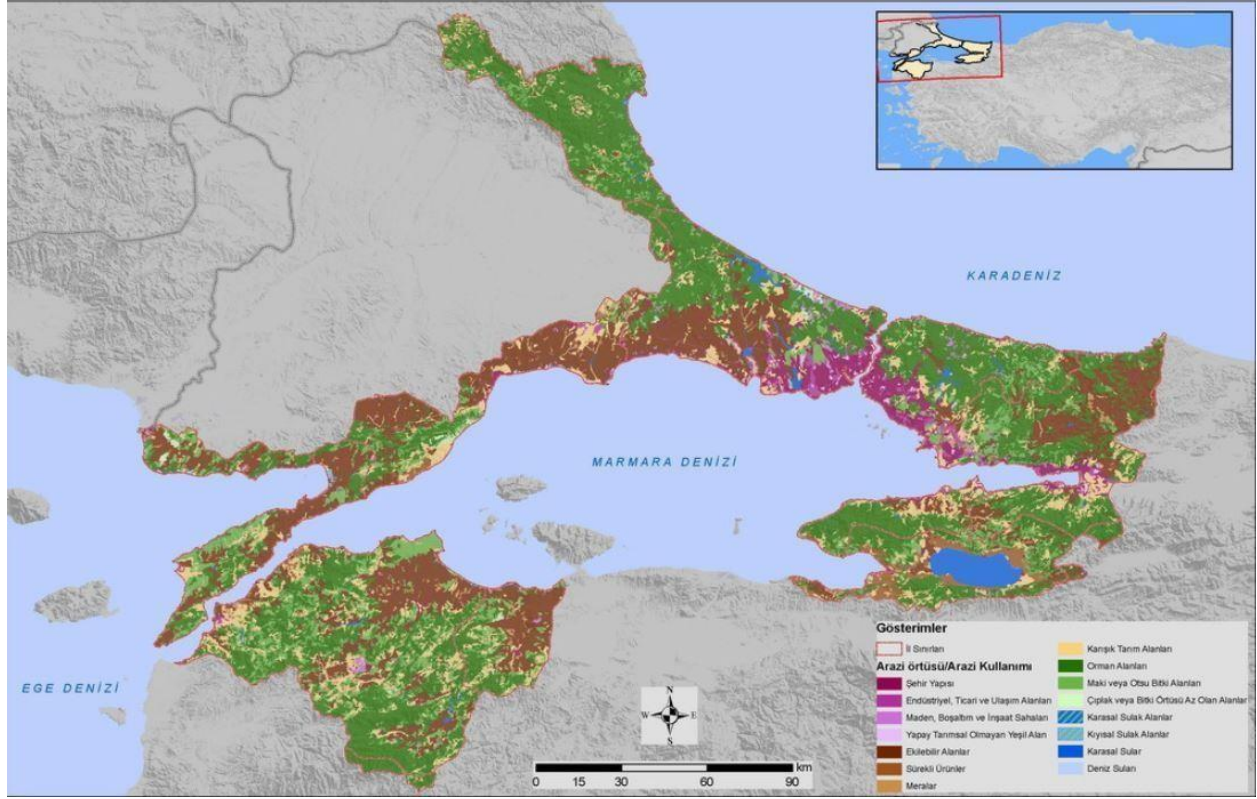 KARADENİZ
MARMARA DENİZİ
EGE DENİZİ
N
W E
S
km
0 15 30 60 90
Gösterimler
İl Sınırları
Arazi örtüsü/Arazi Kullanımı
Şehir Yapısı
Endüstriyel, Ticari ve Ulaşım Alanları
Maden, Boşaltım ve İnşaat Sahaları
Yapay Tarımsal Olmayan Yeşil Alan
Ekilebilir Alanlar
Sürekli Ürünler
Meralar
Karışık Tarım Alanları
Orman Alanları
Maki veya Otsu Bitki Alanları
Çıplak veya Bitki Örtüsü Az Olan Alanlar
Karasal Sulak Alanlar
Kıyısal Sulak Alanlar
Karasal Sular
Deniz Suları